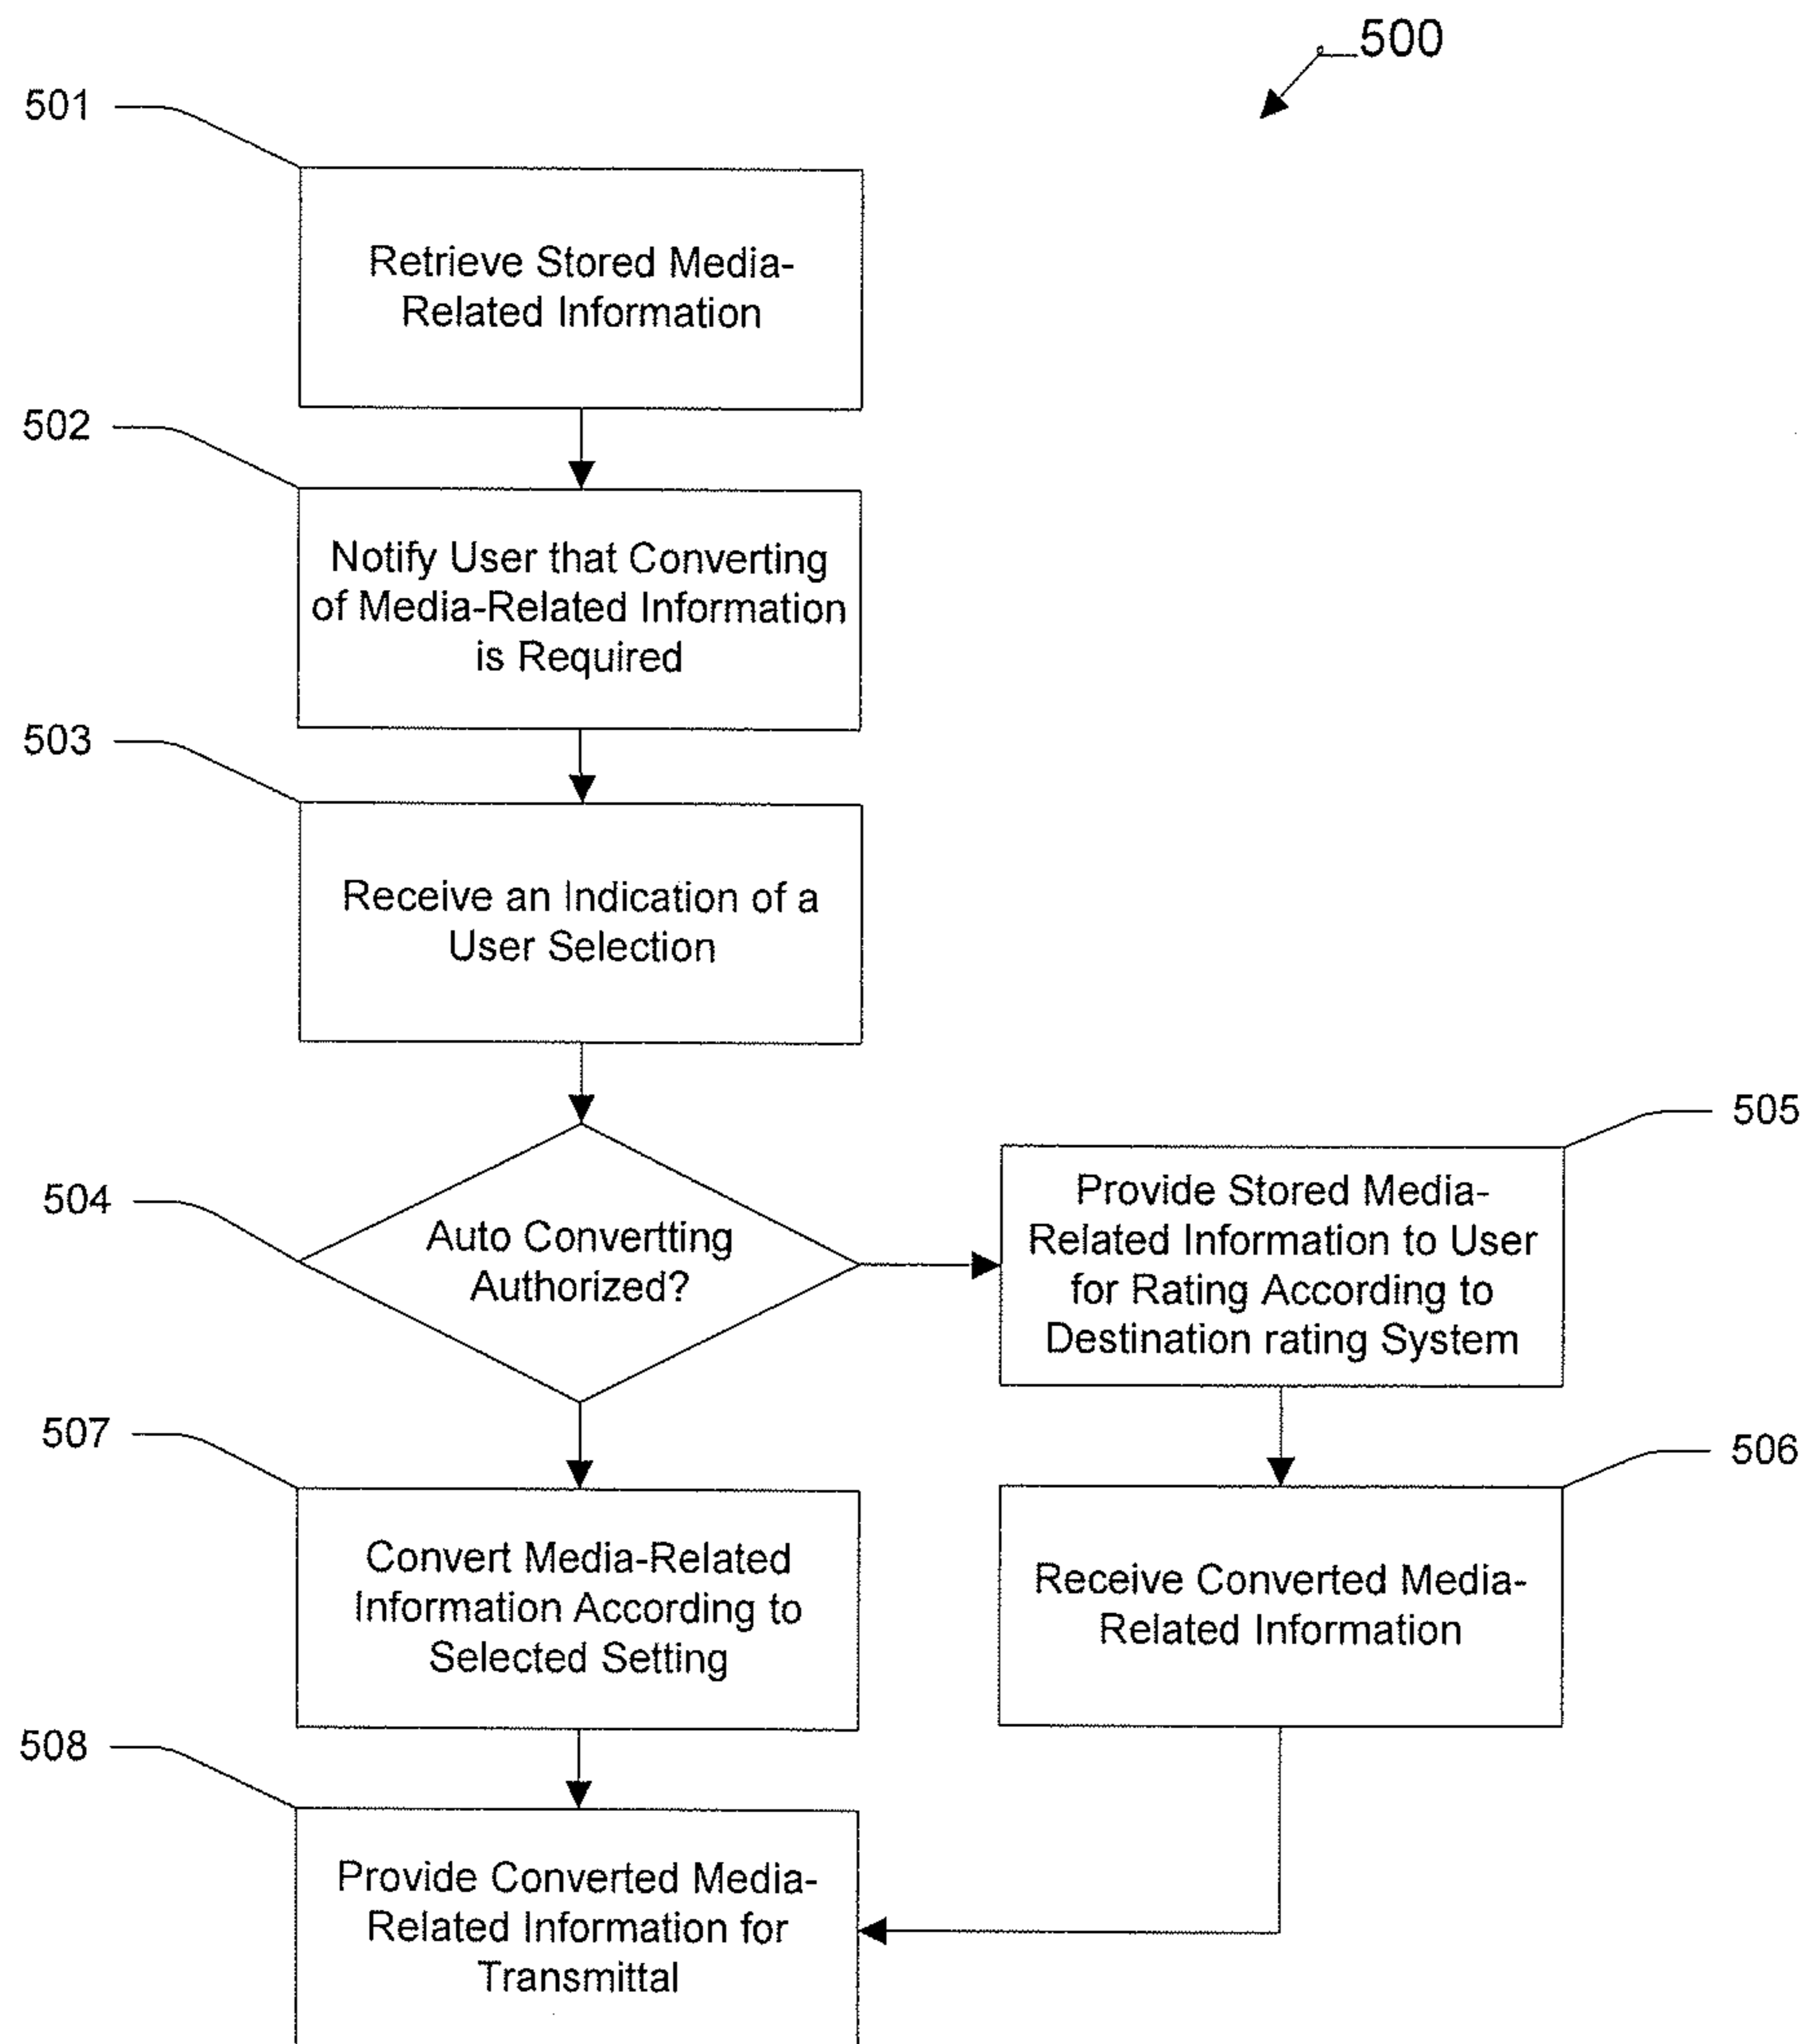 500
501
Retrieve Stored Media-
Related Information
502
Notify User that Converting
of Media-Related Information
is Required
503
Receive an Indication of a
User Selection
504
Auto Convertting
Authorized?
505
Provide Stored Media-
Related Information to User
for Rating According to
Destination rating System
507
Convert Media-Related
Information According to
Selected Setting
506
Receive Converted Media-
Related Information
508
Provide Converted Media-
Related Information for
Transmittal